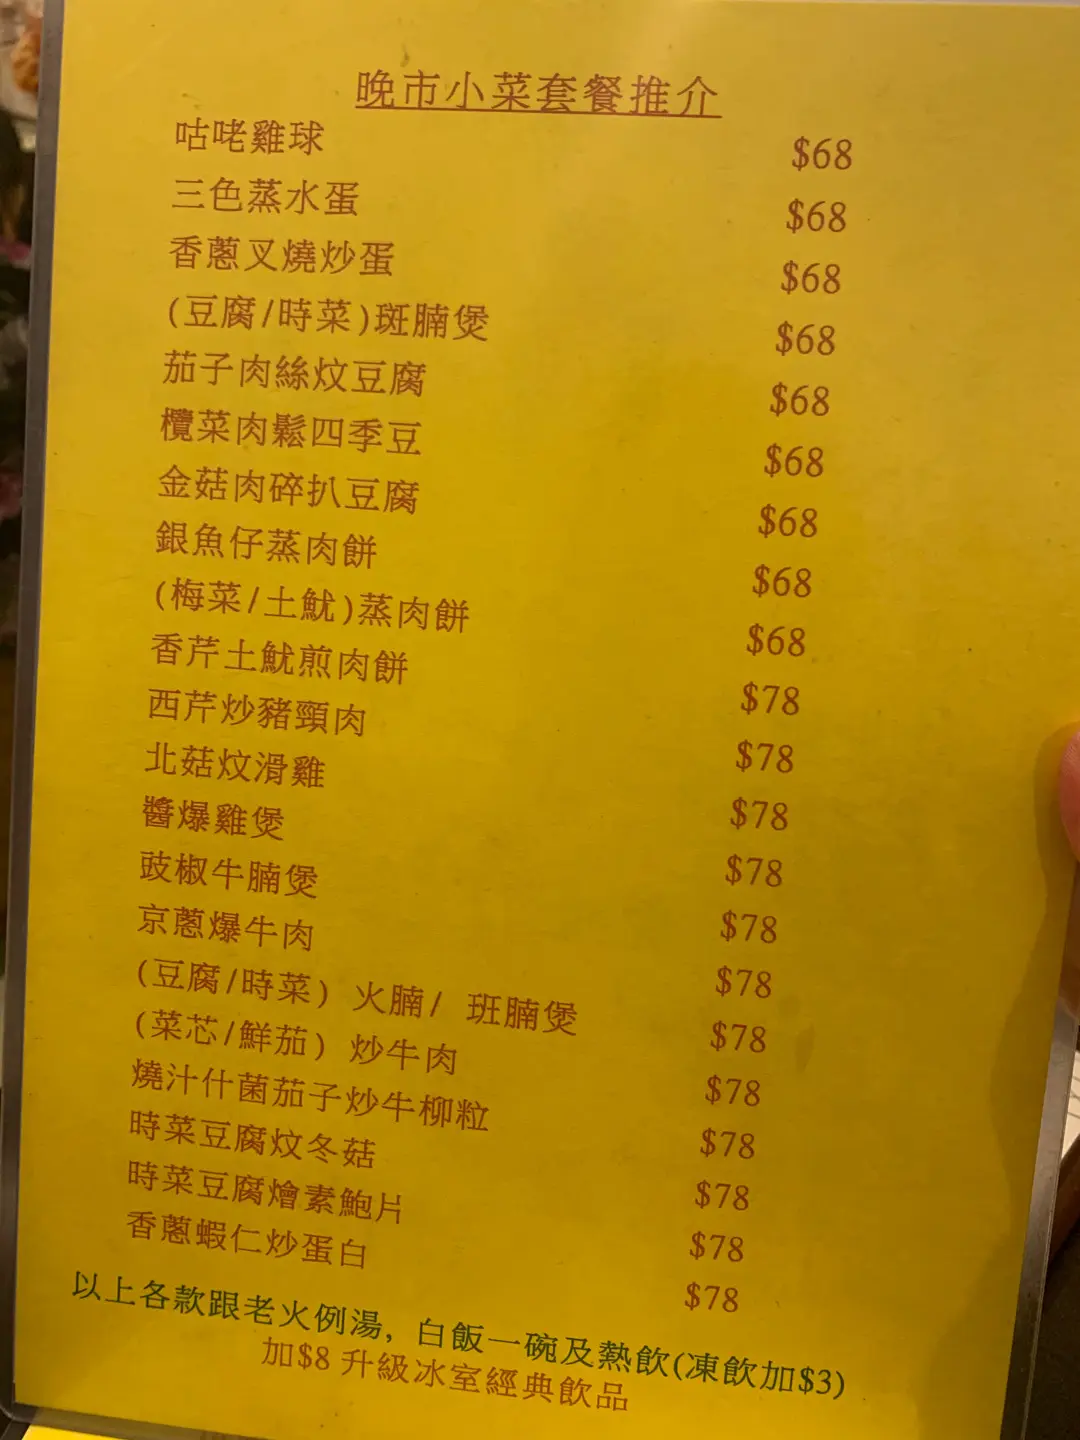 晚市小菜套餐推介
咕咾雞球 $68
三色蒸水蛋 $68
香蔥叉燒炒蛋 $68
(豆腐/時菜)斑腩煲 $68
茄子肉絲炆豆腐 $68
欖菜肉鬆四季豆 $68
金菇肉碎扒豆腐 $68
銀魚仔蒸肉餅 $68
(梅菜/土魷)蒸肉餅 $68
香芹土魷煎肉餅 $78
西芹炒豬頸肉 $78
北菇炆滑雞 $78
醬爆雞煲 $78
豉椒牛腩煲 $78
京蔥爆牛肉 $78
(豆腐/時菜) 火腩/ 班腩煲 $78
(菜芯/鮮茄) 炒牛肉 $78
燒汁什菌茄子炒牛柳粒 $78
時菜豆腐炆冬菇 $78
時菜豆腐燴素鮑片 $78
香蔥蝦仁炒蛋白 $78
以上各款跟老火例湯, 白飯一碗及熱飲(凍飲加$3)
加$8 升級冰室經典飲品